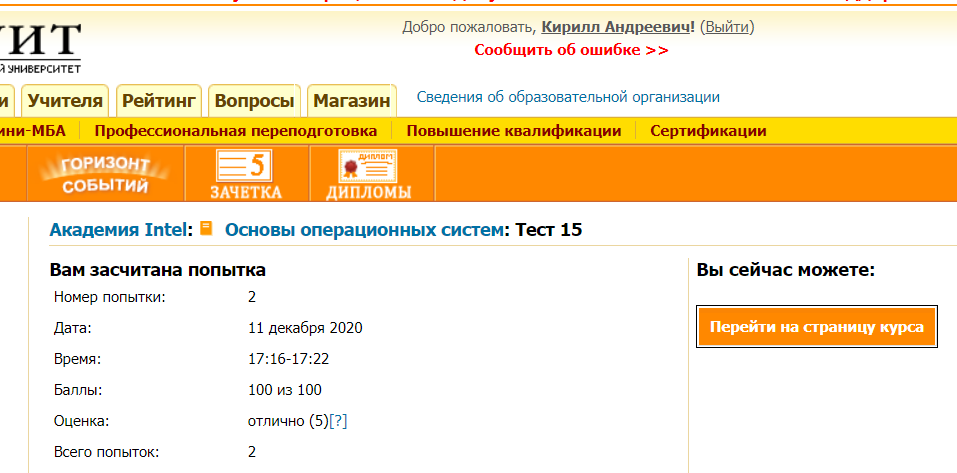 Добро пожаловать, Кирилл Андреевич! (Выйти)
УИТ
Сообщить об ошибке >>
Й УНИВЕРСИТЕТ
и Учителя Рейтинг Вопросы Магазин Сведения об образовательной организации
ини-МБА Профессиональная переподготовка Повышение квалификации Сертификации
ГОРИЗОНТ СОБЫТИЙ
5 ЗАЧЕТКА
ДИПЛОМ ДИПЛОМЫ
Академия Intel: Основы операционных систем: Тест 15
Вам засчитана попытка
Номер попытки: 2
Дата: 11 декабря 2020
Время: 17:16-17:22
Баллы: 100 из 100
Оценка: отлично (5)[?]
Всего попыток: 2
Вы сейчас можете:
Перейти на страницу курса